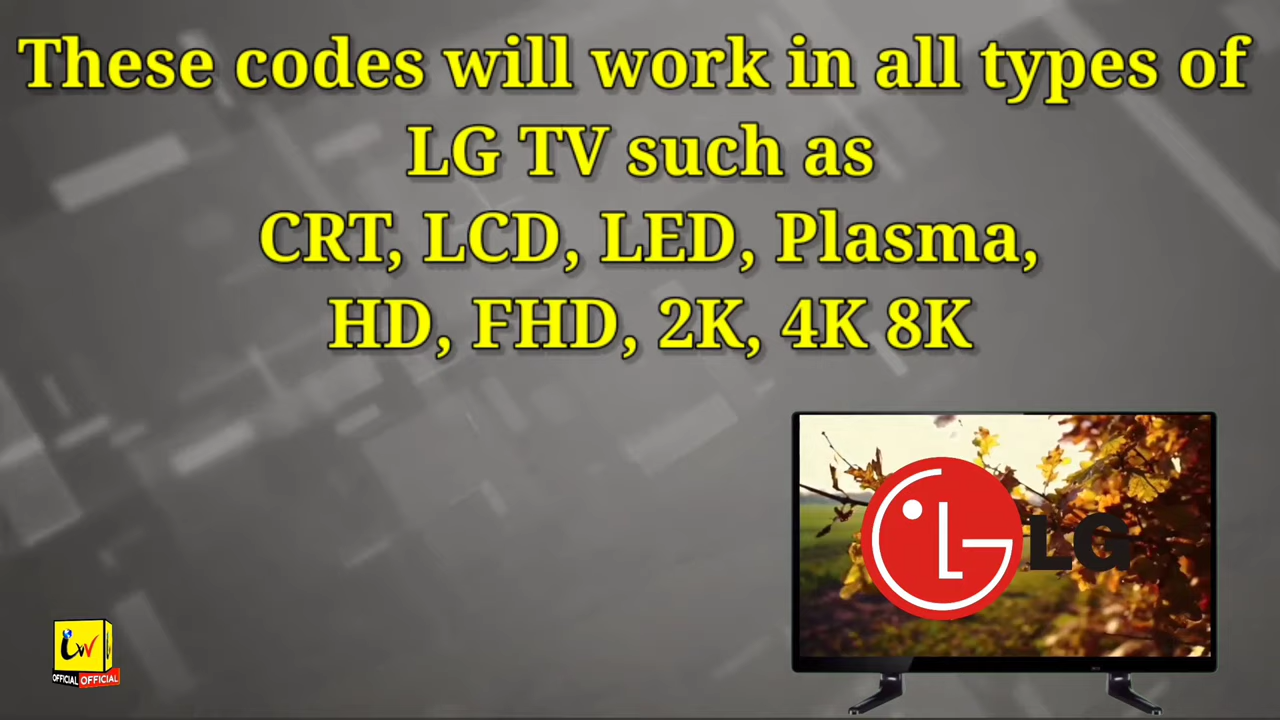 These codes will work in all types of
LG TV such as
CRT, LCD, LED, Plasma,
HD, FHD, 2K, 4K 8K
LG
iw
OFFICIAL OFFICIAL